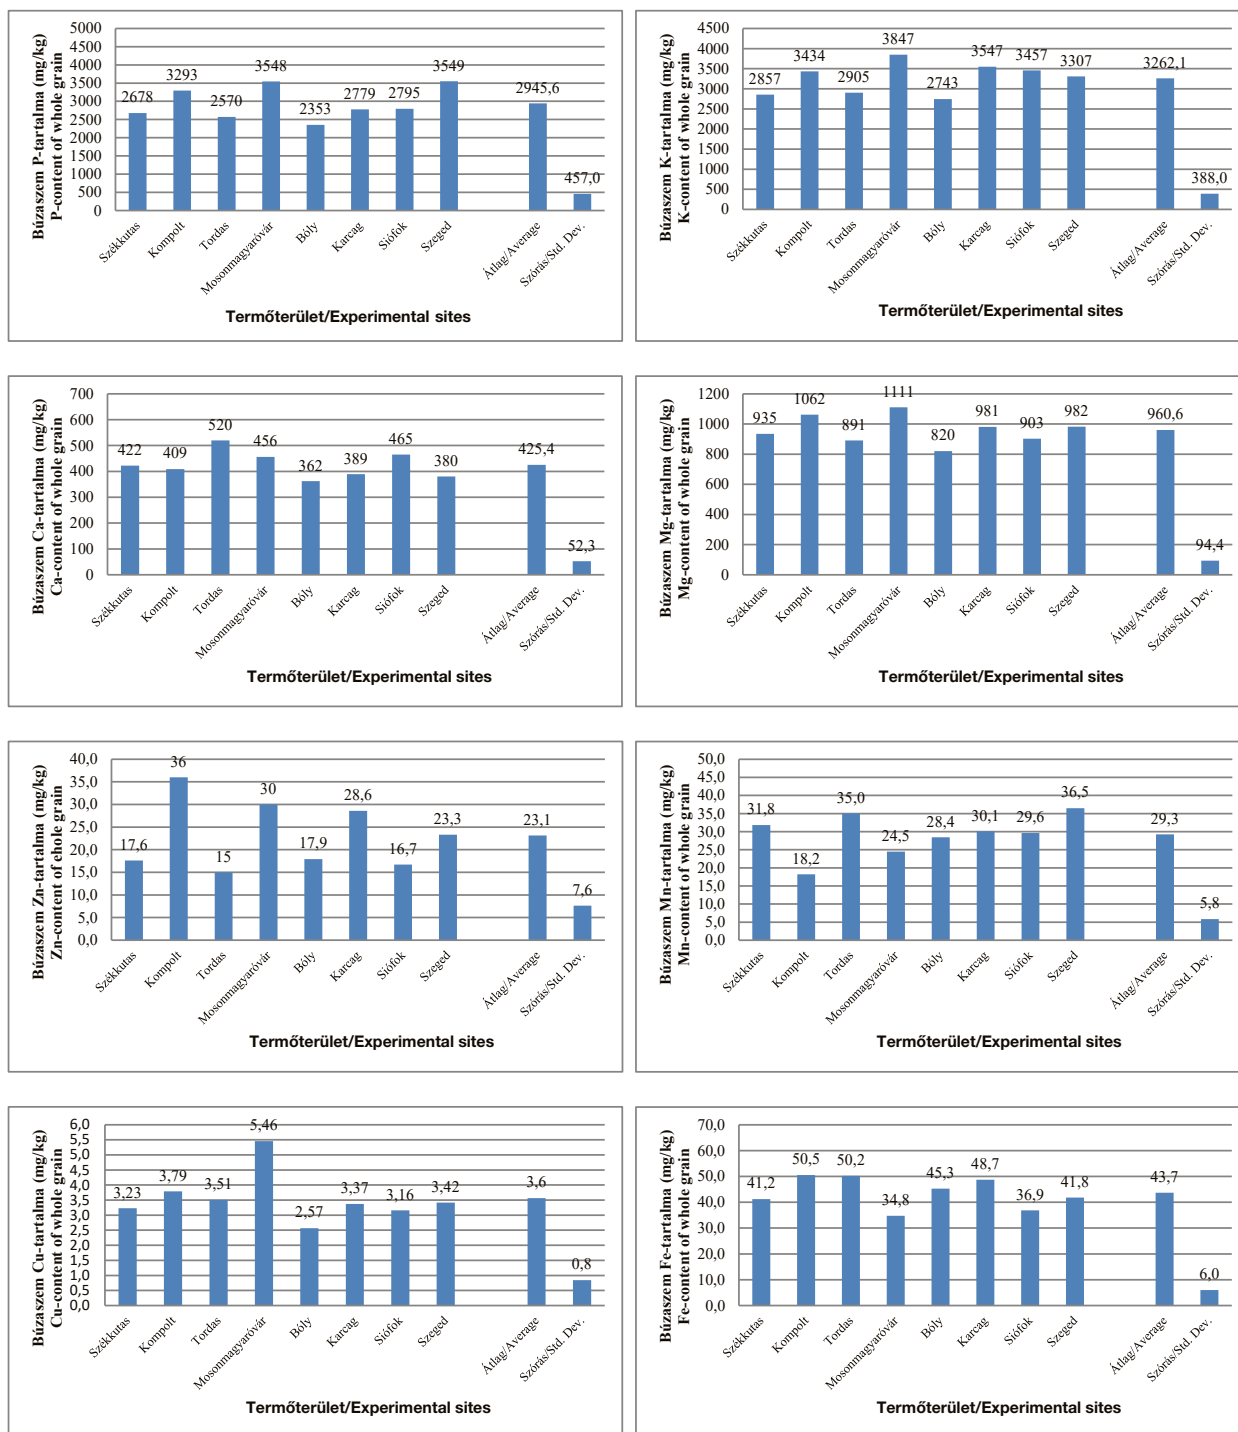 Búzaszem P-tartalma (mg/kg)
P-content of whole grain
5000
4500
4000
3500
3000
2500
2000
1500
1000
500
0
2678
3293
2570
3548
2353
2779
2795
3549
2945,6
457,0
Székkutas
Kompolt
Tordas
Mosonmagyaróvár
Bóly
Karcag
Siófok
Szeged
Átlag/Average
Szórás/Std. Dev.
Termőterület/Experimental sites
Búzaszem K-tartalma (mg/kg)
K-content of whole grain
4500
4000
3500
3000
2500
2000
1500
1000
500
0
2857
3434
2905
3847
2743
3547
3457
3307
3262,1
388,0
Székkutas
Kompolt
Tordas
Mosonmagyaróvár
Bóly
Karcag
Siófok
Szeged
Átlag/Average
Szórás/Std. Dev.
Termőterület/Experimental sites
Búzaszem Ca-tartalma (mg/kg)
Ca-content of whole grain
700
600
500
400
300
200
100
0
422
409
520
456
362
389
465
380
425,4
52,3
Székkutas
Kompolt
Tordas
Mosonmagyaróvár
Bóly
Karcag
Siófok
Szeged
Átlag/Average
Szórás/Std. Dev.
Termőterület/Experimental sites
Búzaszem Mg-tartalma (mg/kg)
Mg-content of whole grain
1200
1000
800
600
400
200
0
935
1062
891
1111
820
981
903
982
960,6
94,4
Székkutas
Kompolt
Tordas
Mosonmagyaróvár
Bóly
Karcag
Siófok
Szeged
Átlag/Average
Szórás/Std. Dev.
Termőterület/Experimental sites
Búzaszem Zn-tartalma (mg/kg)
Zn-content of ehole grain
40,0
35,0
30,0
25,0
20,0
15,0
10,0
5,0
0,0
17,6
36
15
30
17,9
28,6
16,7
23,3
23,1
7,6
Székkutas
Kompolt
Tordas
Mosonmagyaróvár
Bóly
Karcag
Siófok
Szeged
Átlag/Average
Szórás/Std. Dev.
Termőterület/Experimental sites
Búzaszem Mn-tartalma (mg/kg)
Mn-content of whole grain
50,0
45,0
40,0
35,0
30,0
25,0
20,0
15,0
10,0
5,0
0,0
31,8
18,2
35,0
24,5
28,4
30,1
29,6
36,5
29,3
5,8
Székkutas
Kompolt
Tordas
Mosonmagyaróvár
Bóly
Karcag
Siófok
Szeged
Átlag/Average
Szórás/Std. Dev.
Termőterület/Experimental sites
Búzaszem Cu-tartalma (mg/kg)
Cu-content of whole grain
6,0
5,5
5,0
4,5
4,0
3,5
3,0
2,5
2,0
1,5
1,0
0,5
0,0
3,23
3,79
3,51
5,46
2,57
3,37
3,16
3,42
3,6
0,8
Székkutas
Kompolt
Tordas
Mosonmagyaróvár
Bóly
Karcag
Siófok
Szeged
Átlag/Average
Szórás/Std. Dev.
Termőterület/Experimental sites
Búzaszem Fe-tartalma (mg/kg)
Fe-content of whole grain
70,0
60,0
50,0
40,0
30,0
20,0
10,0
0,0
41,2
50,5
50,2
34,8
45,3
48,7
36,9
41,8
43,7
6,0
Székkutas
Kompolt
Tordas
Mosonmagyaróvár
Bóly
Karcag
Siófok
Szeged
Átlag/Average
Szórás/Std. Dev.
Termőterület/Experimental sites